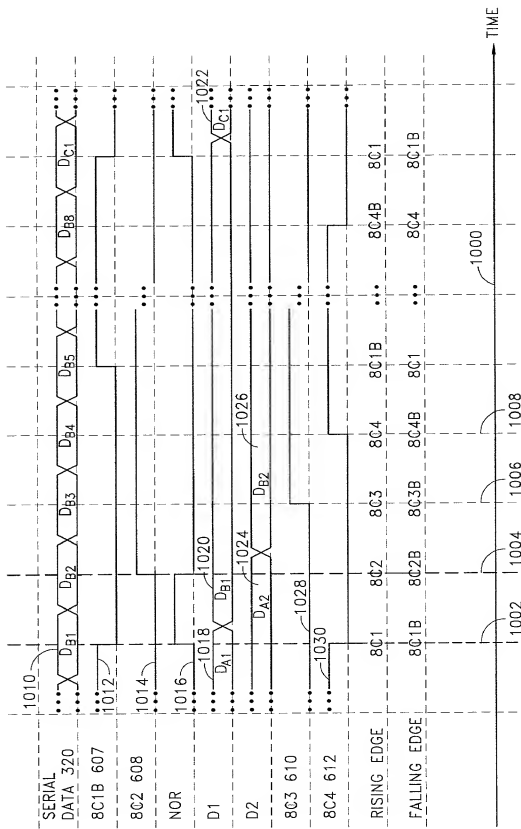 SERIAL DATA 320
1010
D_B1 D_B2 D_B3 D_B4 D_B5 D_B8 D_C1
8C1B 607
1012
8C2 608
1014
NOR
1016
D1
1018 D_A1 D_B1 1020 D_C1 1022
D2
D_A2 1024 D_B2 1026
8C3 610
1028
8C4 612
1030
RISING EDGE
8C1 8C2 8C3 8C4 8C1B 8C4B 8C1
FALLING EDGE
8C1B 8C2B 8C3B 8C4B 8C1 8C4 8C1B
1002 1004 1006 1008 1000
TIME